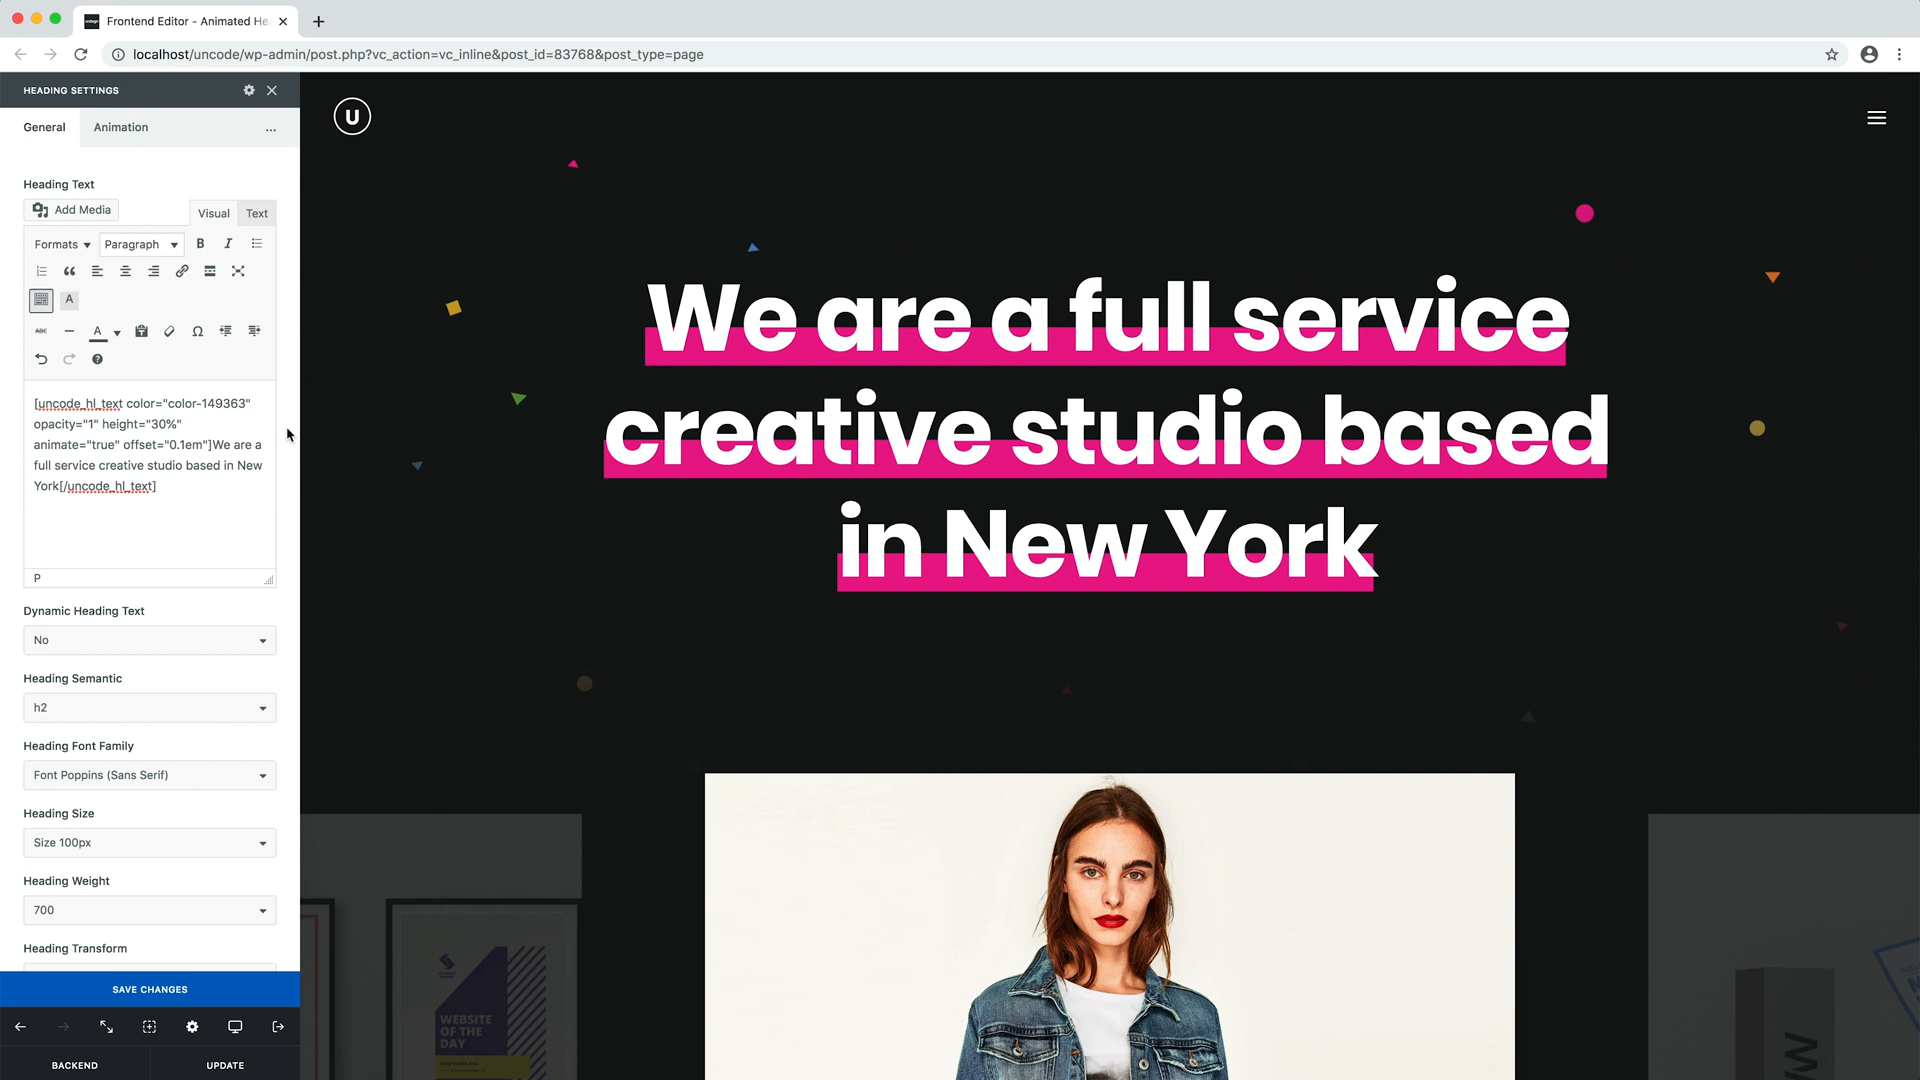 Frontend Editor - Animated He
localhost/uncode/wp-admin/post.php?vc_action=vc_inline&post_id=83768&post_type=page
HEADING SETTINGS
General
Animation
...
Heading Text
Add Media
Visual
Text
Formats
Paragraph
B
I
A
ABC
A
Ω
[uncode_hl_text color="color-149363"
opacity="1" height="30%"
animate="true" offset="0.1em"]We are a
full service creative studio based in New
York[/uncode_hl_text]
P
Dynamic Heading Text
No
Heading Semantic
h2
Heading Font Family
Font Poppins (Sans Serif)
Heading Size
Size 100px
Heading Weight
700
Heading Transform
SAVE CHANGES
BACKEND
UPDATE
U
We are a full service
creative studio based
in New York
WEBSITE
OF THE
DAY